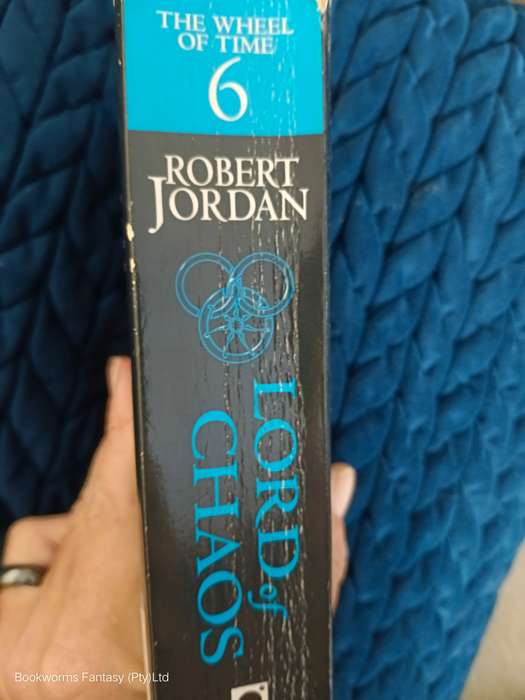 THE WHEEL
OF TIME
6
ROBERT
JORDAN
LORD of
CHAOS
Bookworms Fantasy (Pty)Ltd